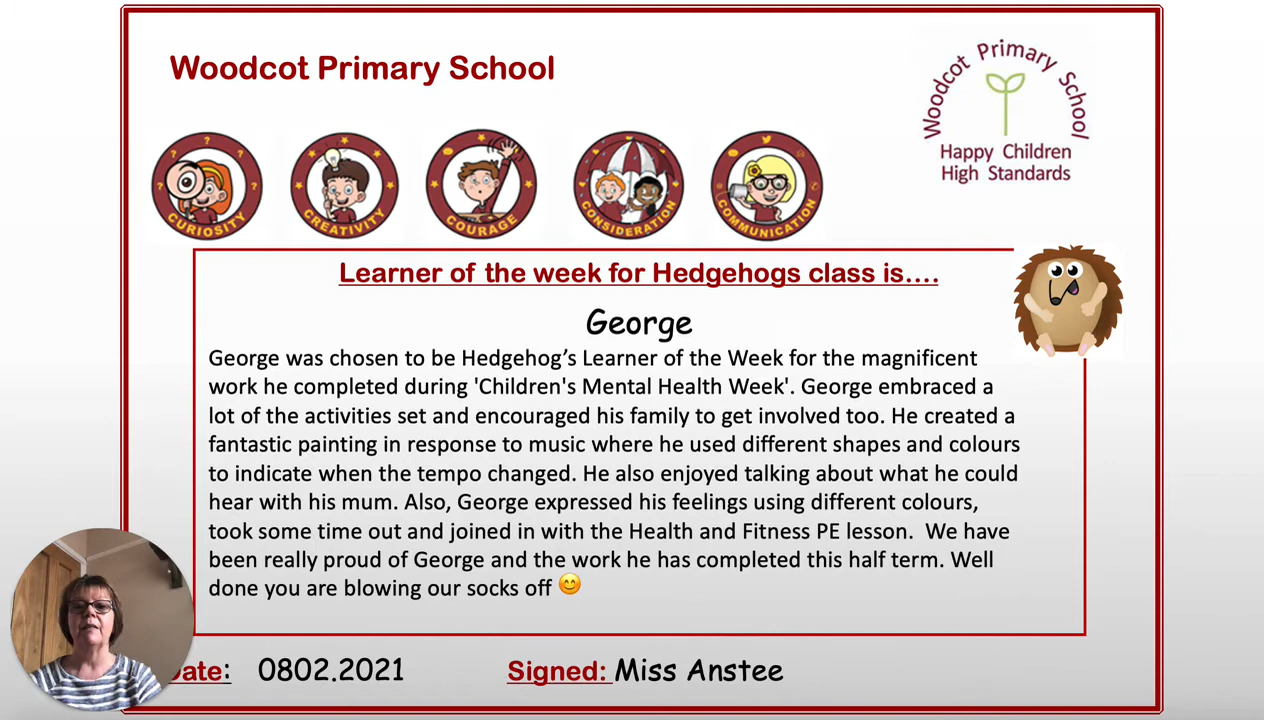 Woodcot Primary School
Woodcot Primary School
Happy Children
High Standards
CURIOSITY
CREATIVITY
COURAGE
CONSIDERATION
COMMUNICATION
Learner of the week for Hedgehogs class is….
George
George was chosen to be Hedgehog’s Learner of the Week for the magnificent
work he completed during 'Children's Mental Health Week'. George embraced a
lot of the activities set and encouraged his family to get involved too. He created a
fantastic painting in response to music where he used different shapes and colours
to indicate when the tempo changed. He also enjoyed talking about what he could
hear with his mum. Also, George expressed his feelings using different colours,
took some time out and joined in with the Health and Fitness PE lesson.  We have
been really proud of George and the work he has completed this half term. Well
done you are blowing our socks off 😊
ate: 0802.2021 Signed: Miss Anstee